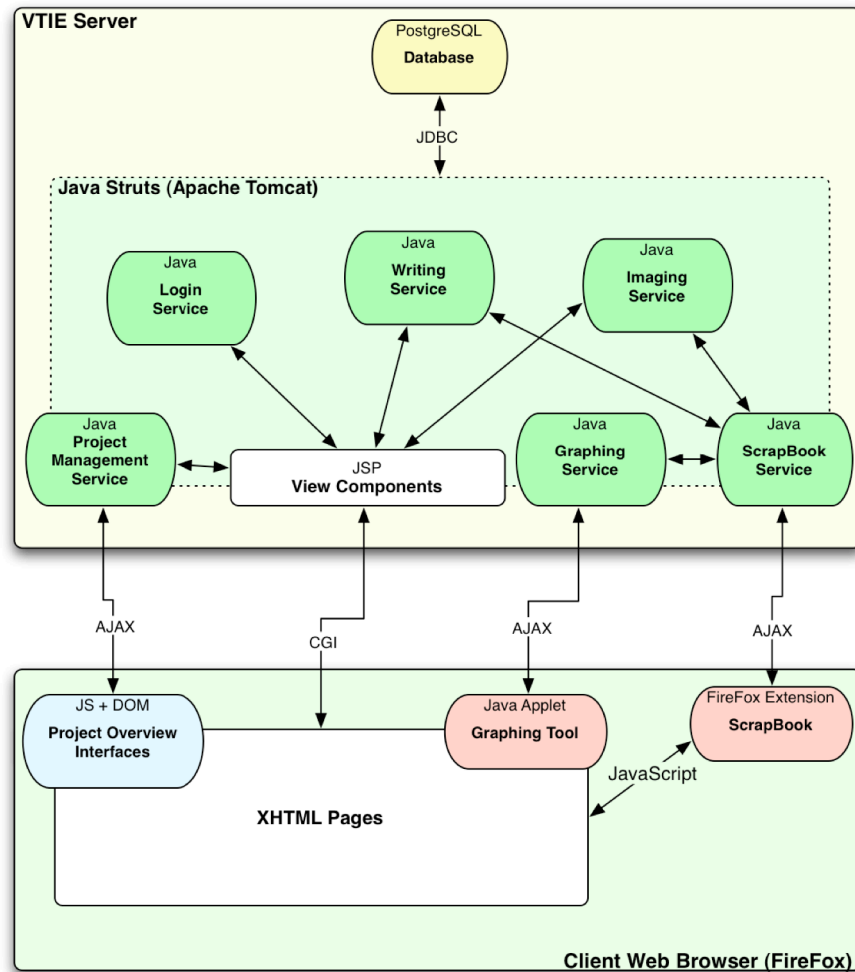 VTIE Server
PostgreSQL
Database
JDBC
Java Struts (Apache Tomcat)
Java
Login
Service
Java
Writing
Service
Java
Imaging
Service
Java
Project
Management
Service
JSP
View Components
Java
Graphing
Service
Java
ScrapBook
Service
AJAX
CGI
AJAX
AJAX
JS + DOM
Project Overview
Interfaces
Java Applet
Graphing Tool
FireFox Extension
ScrapBook
JavaScript
XHTML Pages
Client Web Browser (FireFox)